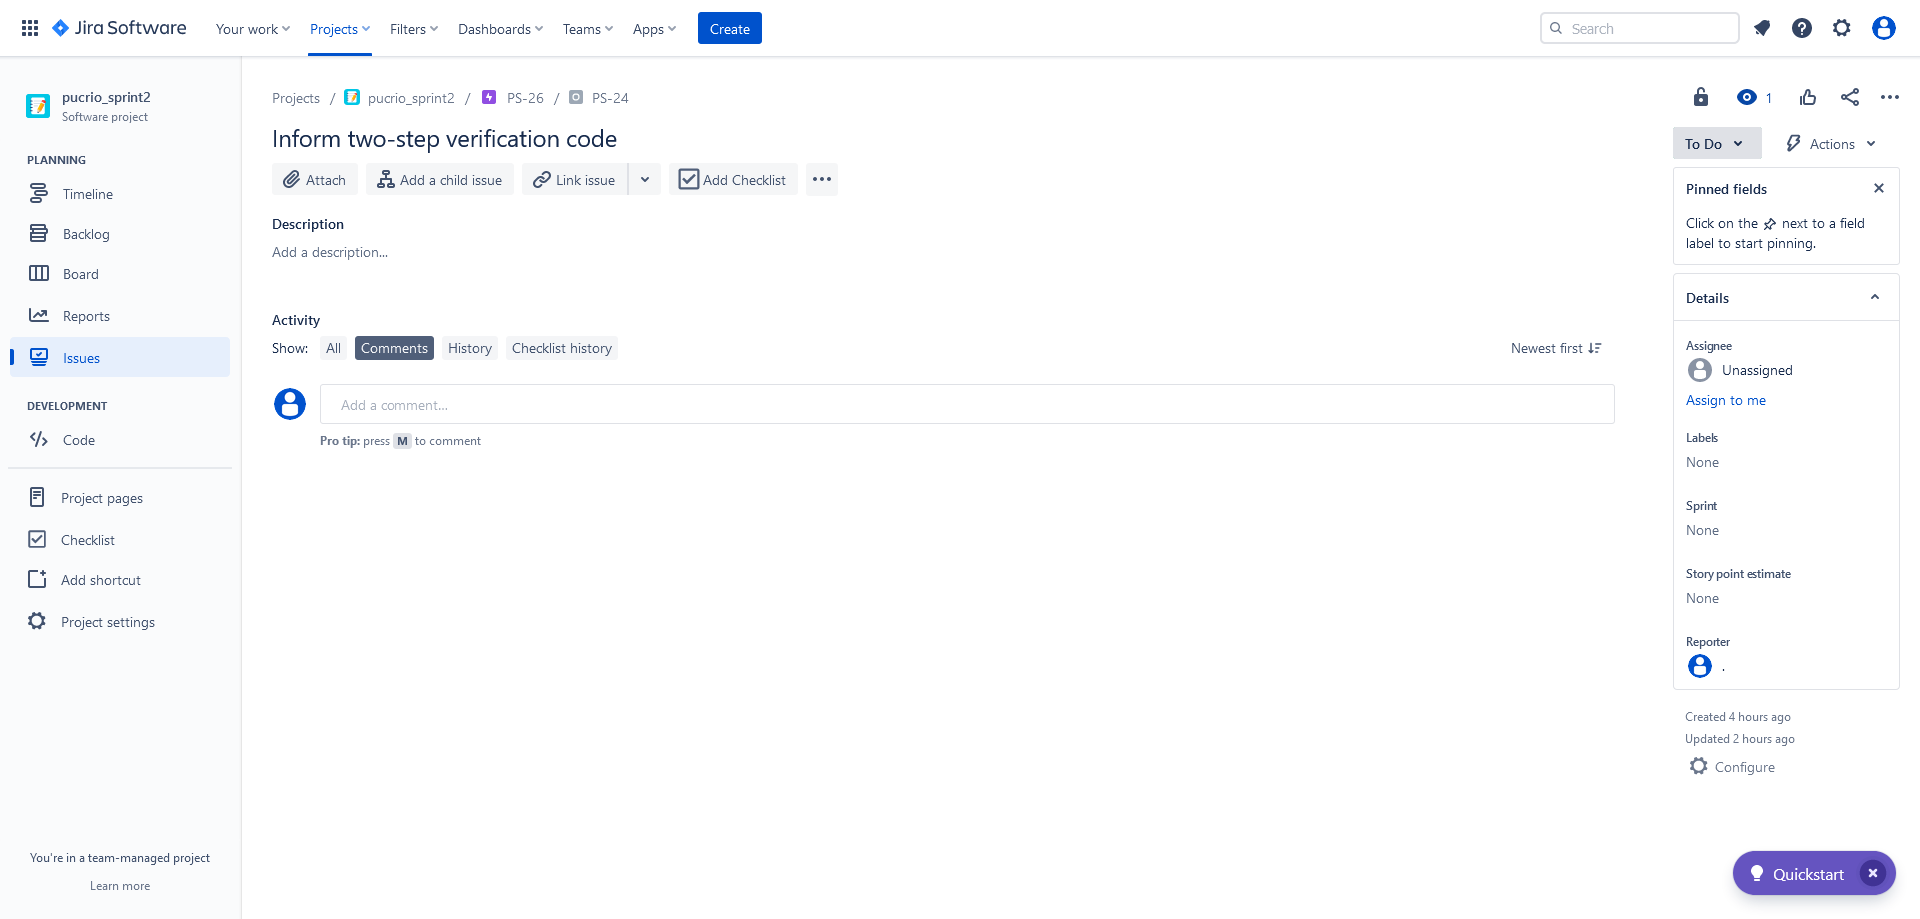 Jira Software
Your work
Projects
Filters
Dashboards
Teams
Apps
Create
Search
pucrio_sprint2
Software project
PLANNING
Timeline
Backlog
Board
Reports
Issues
DEVELOPMENT
Code
Project pages
Checklist
Add shortcut
Project settings
You're in a team-managed project
Learn more
Projects / pucrio_sprint2 / PS-26 / PS-24
Inform two-step verification code
Attach
Add a child issue
Link issue
Add Checklist
Description
Add a description...
Activity
Show: All Comments History Checklist history
Newest first
Add a comment...
Pro tip: press M to comment
1
To Do
Actions
Pinned fields
Click on the next to a field
label to start pinning.
Details
Assignee
Unassigned
Assign to me
Labels
None
Sprint
None
Story point estimate
None
Reporter
.
Created 4 hours ago
Updated 2 hours ago
Configure
Quickstart